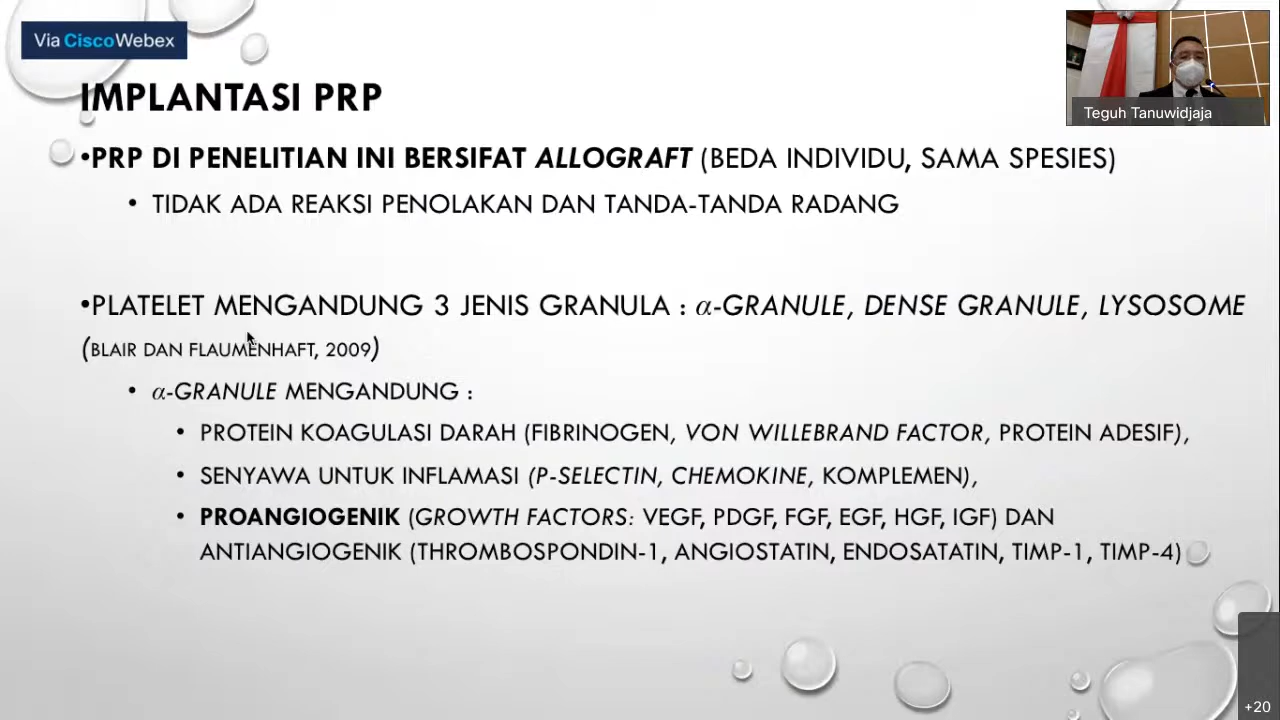 Via CiscoWebex
Teguh Tanuwidjaja
IMPLANTASI PRP
•PRP DI PENELITIAN INI BERSIFAT ALLOGRAFT (BEDA INDIVIDU, SAMA SPESIES)
• TIDAK ADA REAKSI PENOLAKAN DAN TANDA-TANDA RADANG
•PLATELET MENGANDUNG 3 JENIS GRANULA : α-GRANULE, DENSE GRANULE, LYSOSOME
(BLAIR DAN FLAUMENHAFT, 2009)
• α-GRANULE MENGANDUNG :
• PROTEIN KOAGULASI DARAH (FIBRINOGEN, VON WILLEBRAND FACTOR, PROTEIN ADESIF),
• SENYAWA UNTUK INFLAMASI (P-SELECTIN, CHEMOKINE, KOMPLEMEN),
• PROANGIOGENIK (GROWTH FACTORS: VEGF, PDGF, FGF, EGF, HGF, IGF) DAN
ANTIANGIOGENIK (THROMBOSPONDIN-1, ANGIOSTATIN, ENDOSATATIN, TIMP-1, TIMP-4)
+20